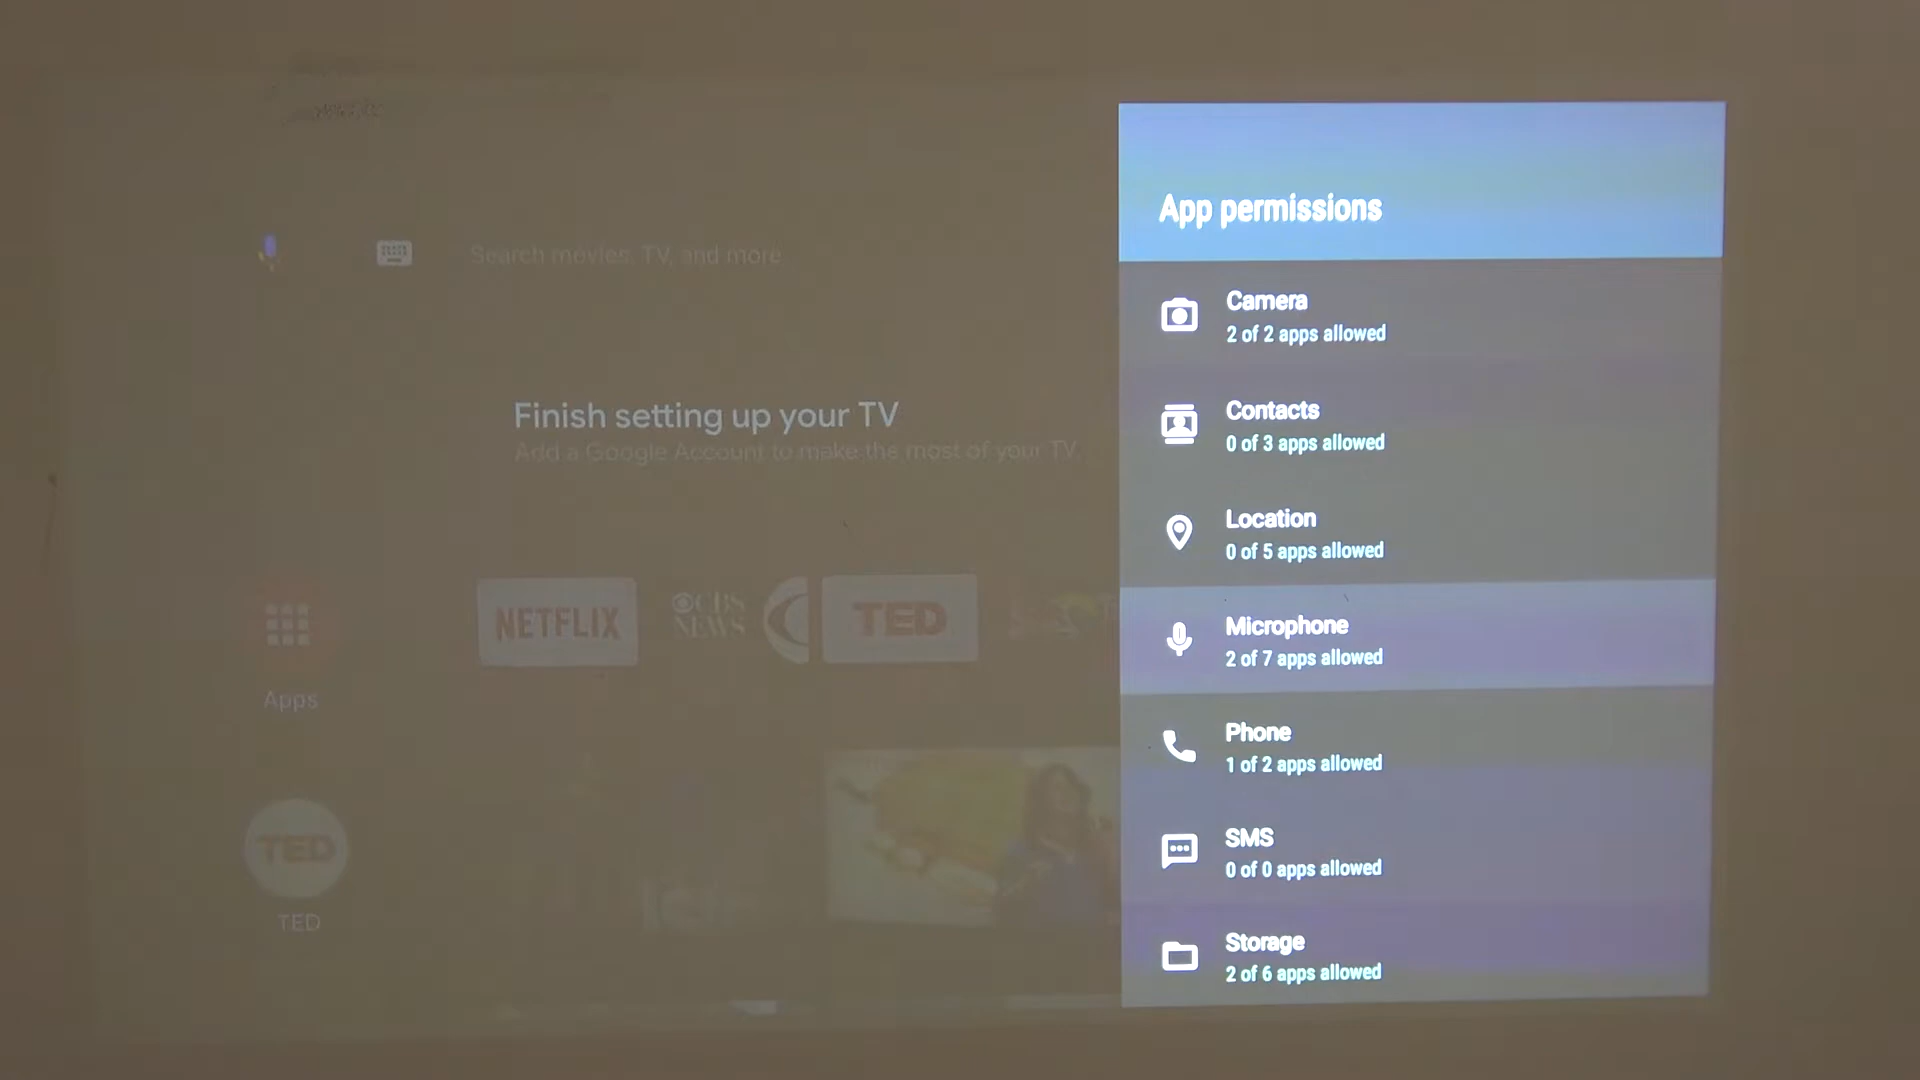 Search movies, TV, and more
Finish setting up your TV
Add a Google Account to make the most of your TV.
NETFLIX
CBS
NEWS
TED
Apps
TED
TED
App permissions
Camera
2 of 2 apps allowed
Contacts
0 of 3 apps allowed
Location
0 of 5 apps allowed
Microphone
2 of 7 apps allowed
Phone
1 of 2 apps allowed
SMS
0 of 0 apps allowed
Storage
2 of 6 apps allowed